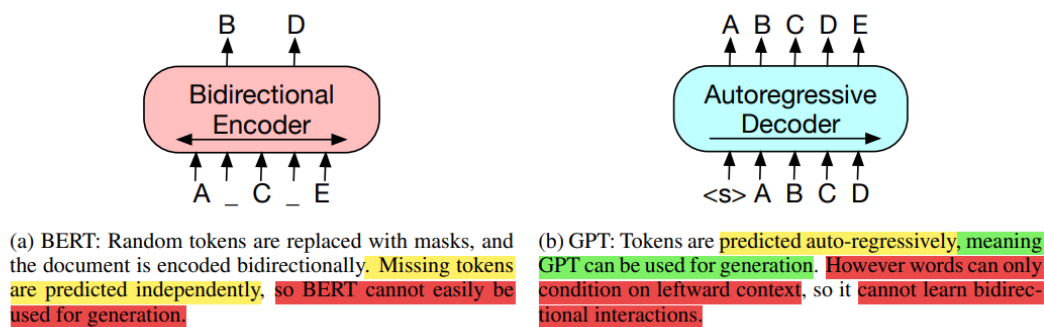 B D
Bidirectional
Encoder
A _ C _ E
(a) BERT: Random tokens are replaced with masks, and
the document is encoded bidirectionally. Missing tokens
are predicted independently, so BERT cannot easily be
used for generation.
A B C D E
Autoregressive
Decoder
<s> A B C D
(b) GPT: Tokens are predicted auto-regressively, meaning
GPT can be used for generation. However words can only
condition on leftward context, so it cannot learn bidirec-
tional interactions.